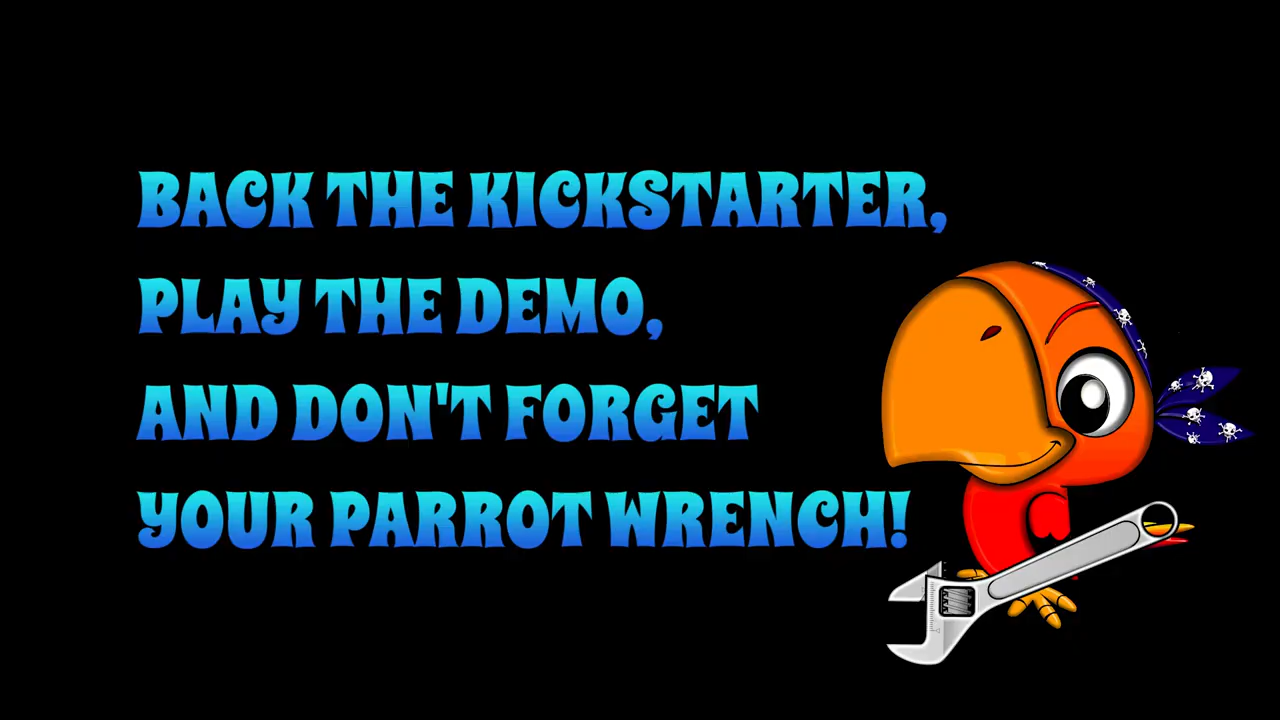 BACK THE KICKSTARTER,
PLAY THE DEMO,
AND DON'T FORGET
YOUR PARROT WRENCH!